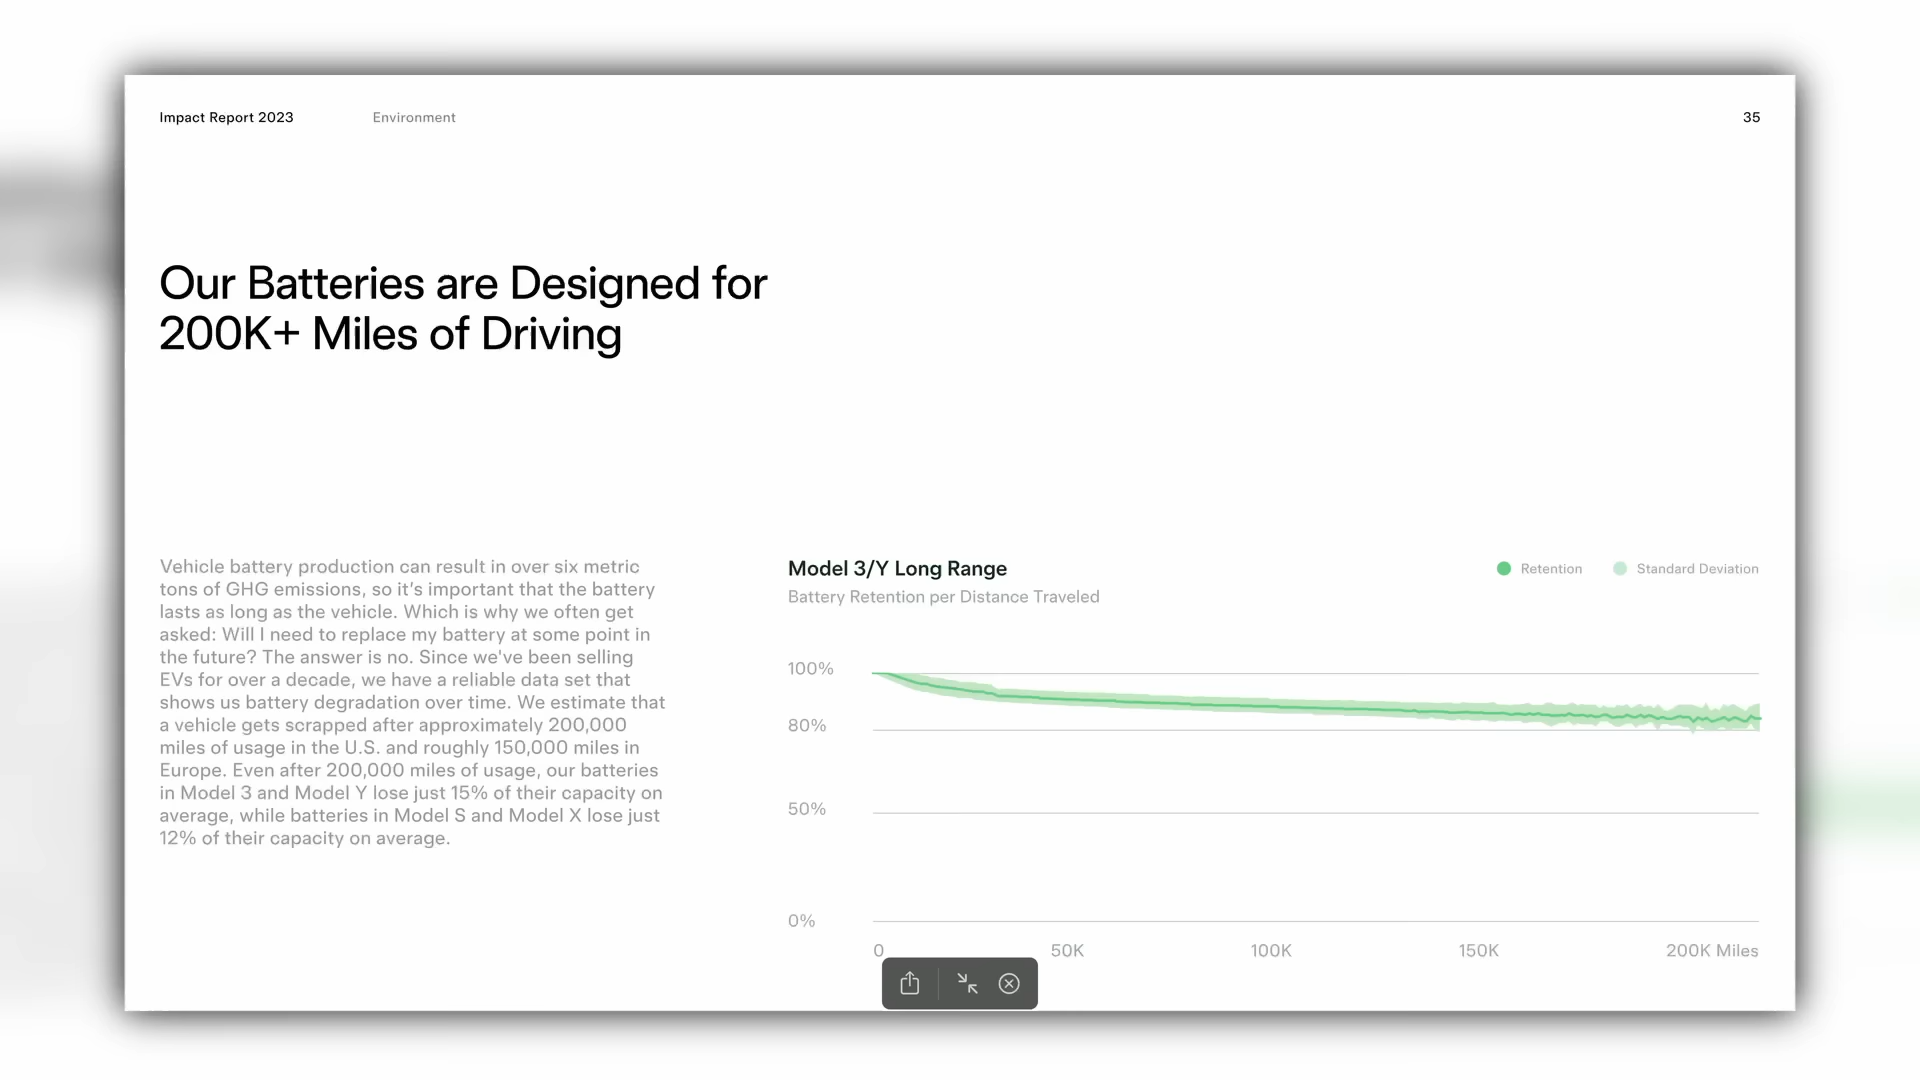 Impact Report 2023
Environment
35
Our Batteries are Designed for
200K+ Miles of Driving
Vehicle battery production can result in over six metric
tons of GHG emissions, so it’s important that the battery
lasts as long as the vehicle. Which is why we often get
asked: Will I need to replace my battery at some point in
the future? The answer is no. Since we've been selling
EVs for over a decade, we have a reliable data set that
shows us battery degradation over time. We estimate that
a vehicle gets scrapped after approximately 200,000
miles of usage in the U.S. and roughly 150,000 miles in
Europe. Even after 200,000 miles of usage, our batteries
in Model 3 and Model Y lose just 15% of their capacity on
average, while batteries in Model S and Model X lose just
12% of their capacity on average.
Model 3/Y Long Range
Battery Retention per Distance Traveled
Retention
Standard Deviation
100%
80%
50%
0%
0
50K
100K
150K
200K Miles